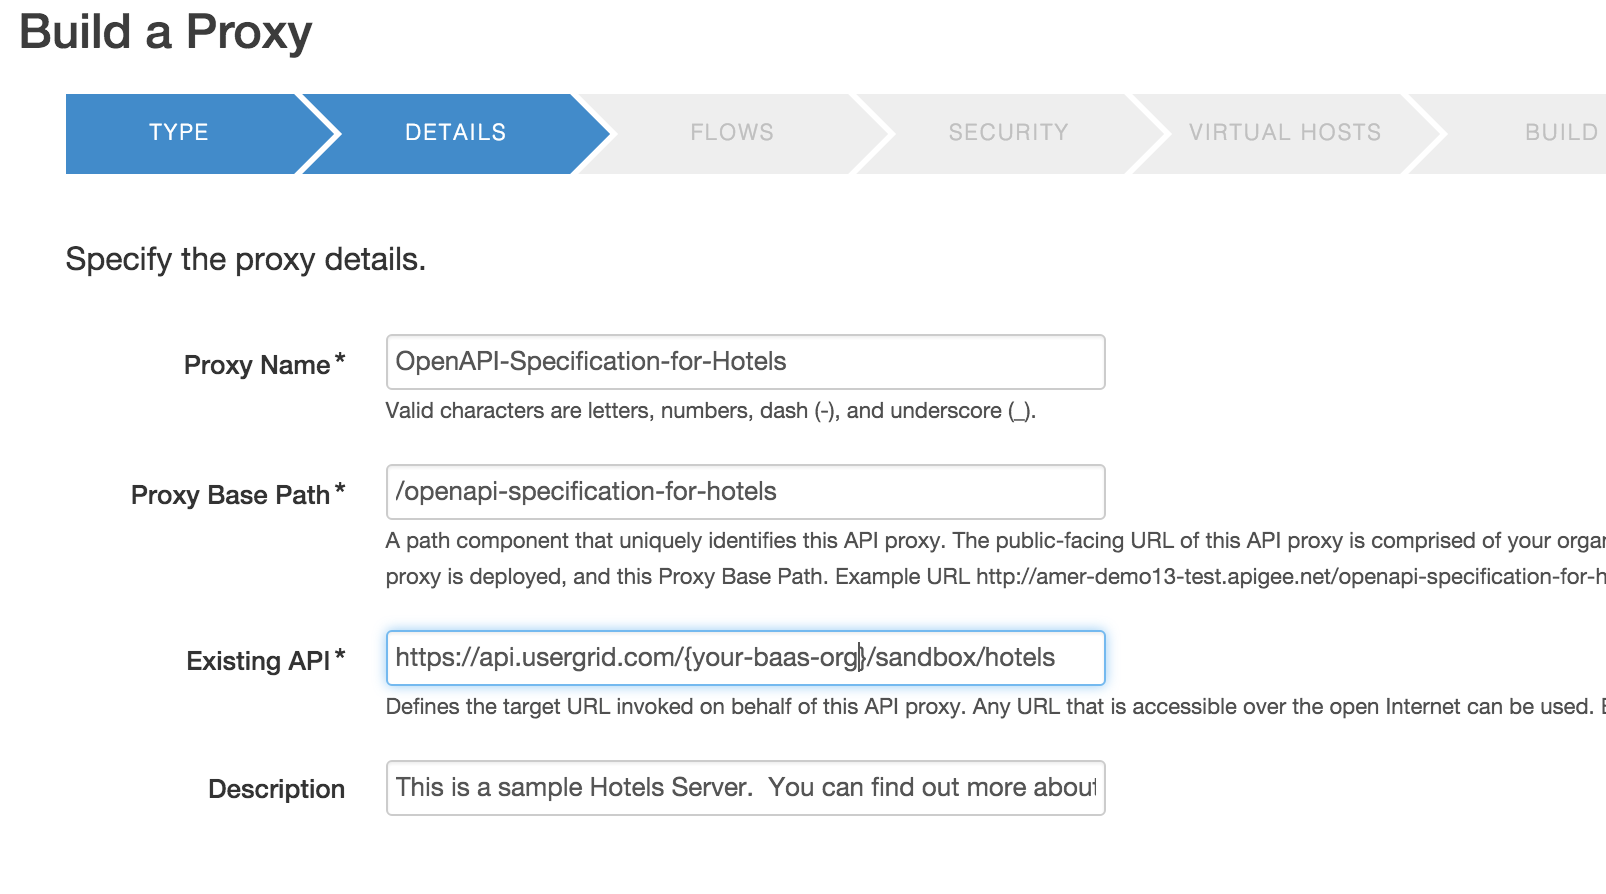 Build a Proxy
TYPE
DETAILS
FLOWS
SECURITY
VIRTUAL HOSTS
BUILD
Specify the proxy details.
Proxy Name*
OpenAPI-Specification-for-Hotels
Valid characters are letters, numbers, dash (-), and underscore (_).
Proxy Base Path*
/openapi-specification-for-hotels
A path component that uniquely identifies this API proxy. The public-facing URL of this API proxy is comprised of your
proxy is deployed, and this Proxy Base Path. Example URL http://amer-demo13-test.apigee.net/openapi-specification-for-h
Existing API*
https://api.usergrid.com/{your-baas-org}/sandbox/hotels
Defines the target URL invoked on behalf of this API proxy. Any URL that is accessible over the open Internet can be used.
Description
This is a sample Hotels Server.  You can find out more about